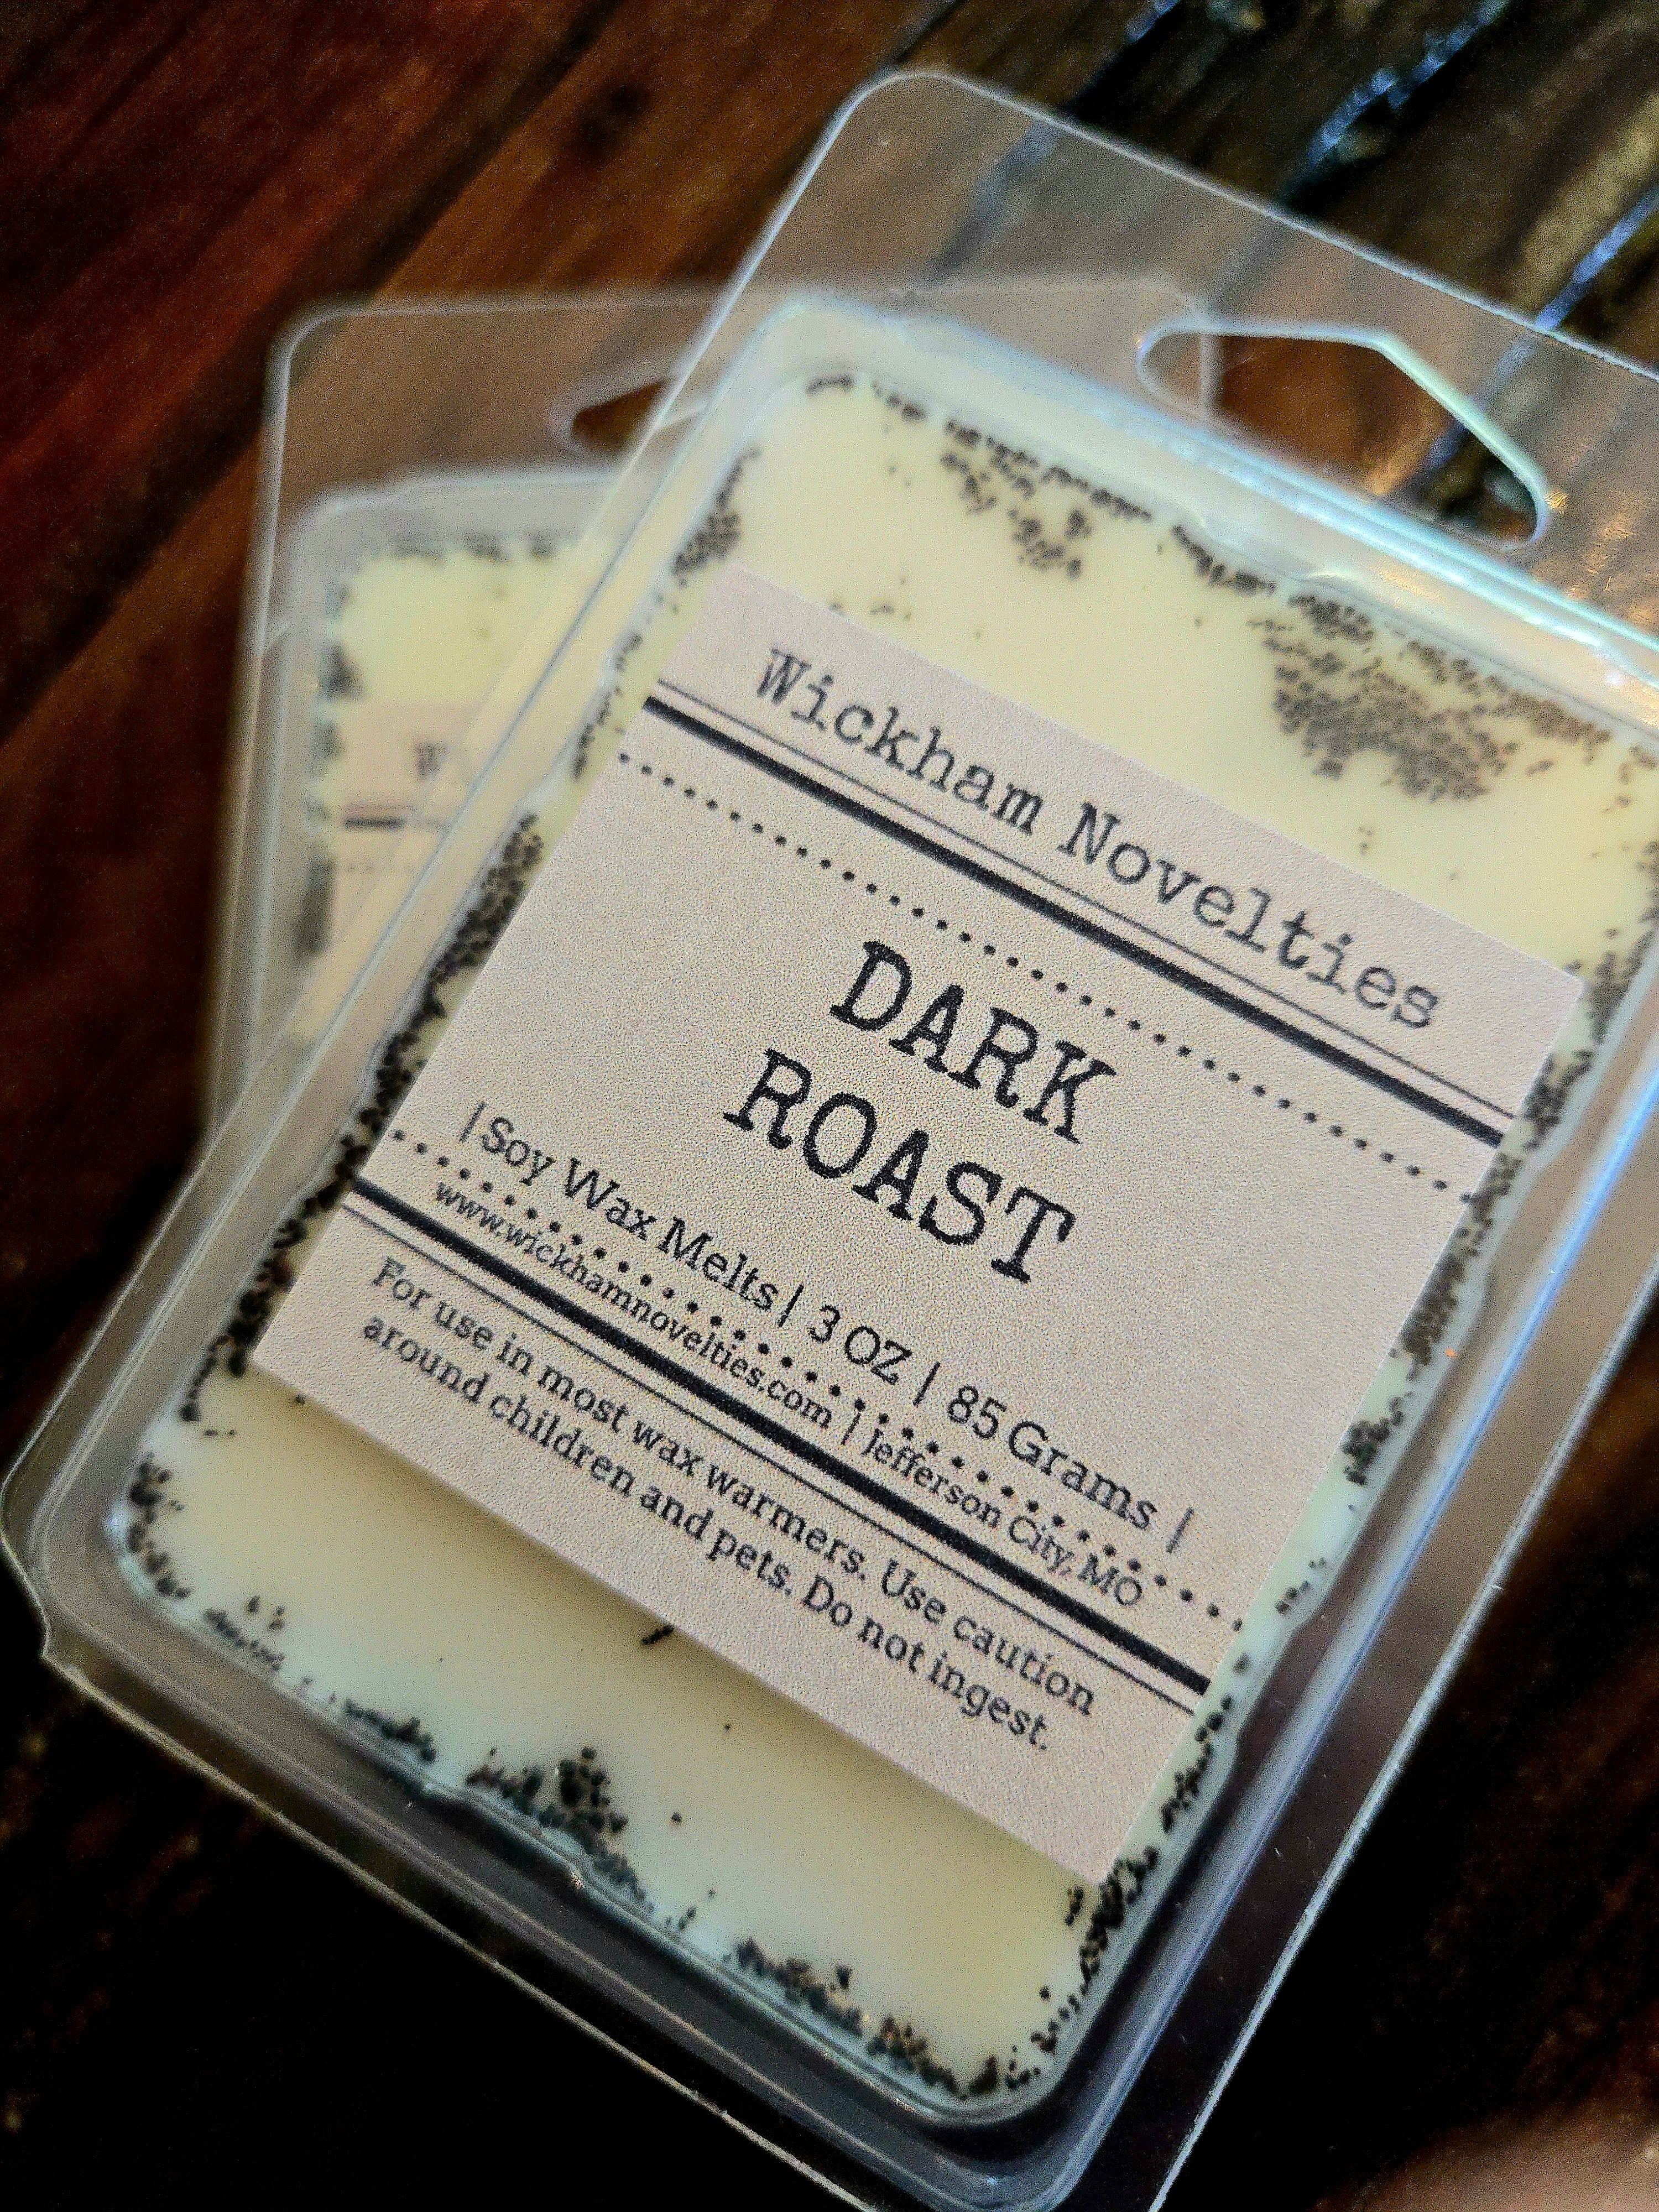 Wickham Novelties
DARK
ROAST
| Soy Wax Melts | 3 OZ | 85 Grams |
www.wickhamnovelties.com | Jefferson City, MO
For use in most wax warmers. Use caution
around children and pets. Do not ingest.
W